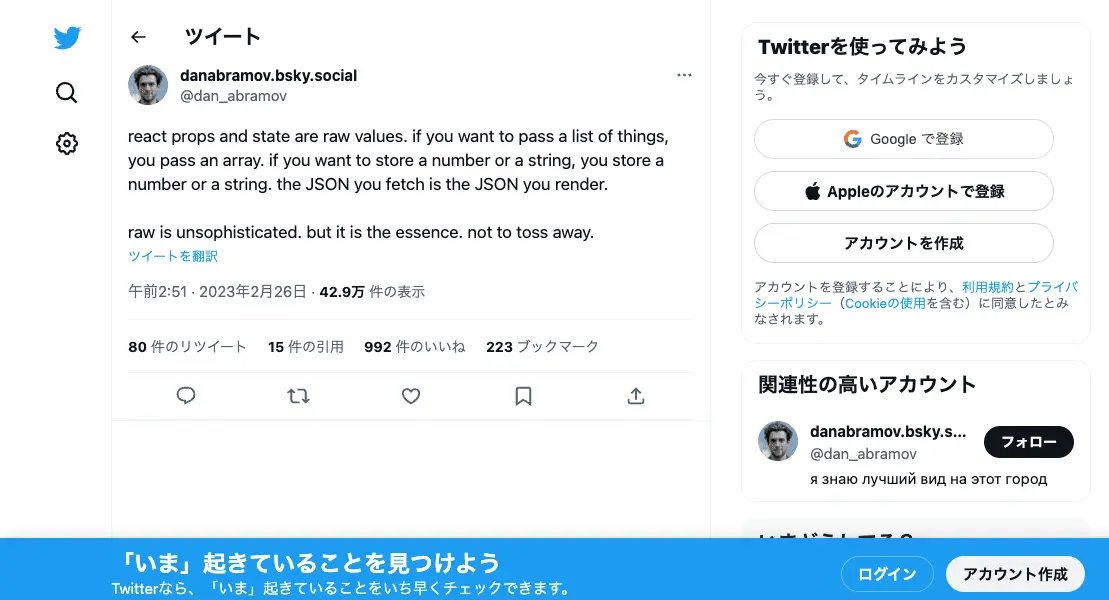 ツイート
danabramov.bsky.social
@dan_abramov
react props and state are raw values. if you want to pass a list of things,
you pass an array. if you want to store a number or a string, you store a
number or a string. the JSON you fetch is the JSON you render.
raw is unsophisticated. but it is the essence. not to toss away.
ツイートを翻訳
午前2:51 · 2023年2月26日 · 42.9万 件の表示
80 件のリツイート 15 件の引用 992 件のいいね 223 ブックマーク
Twitterを使ってみよう
今すぐ登録して、タイムラインをカスタマイズしましょ
う。
Google で登録
Appleのアカウントで登録
アカウントを作成
アカウントを登録することにより、利用規約とプライバ
シーポリシー（Cookieの使用を含む）に同意したとみ
なされます。
関連性の高いアカウント
danabramov.bsky.s...
@dan_abramov
フォロー
я знаю лучший вид на этот город
「いま」起きていることを見つけよう
Twitterなら、「いま」起きていることをいち早くチェックできます。
ログイン
アカウント作成